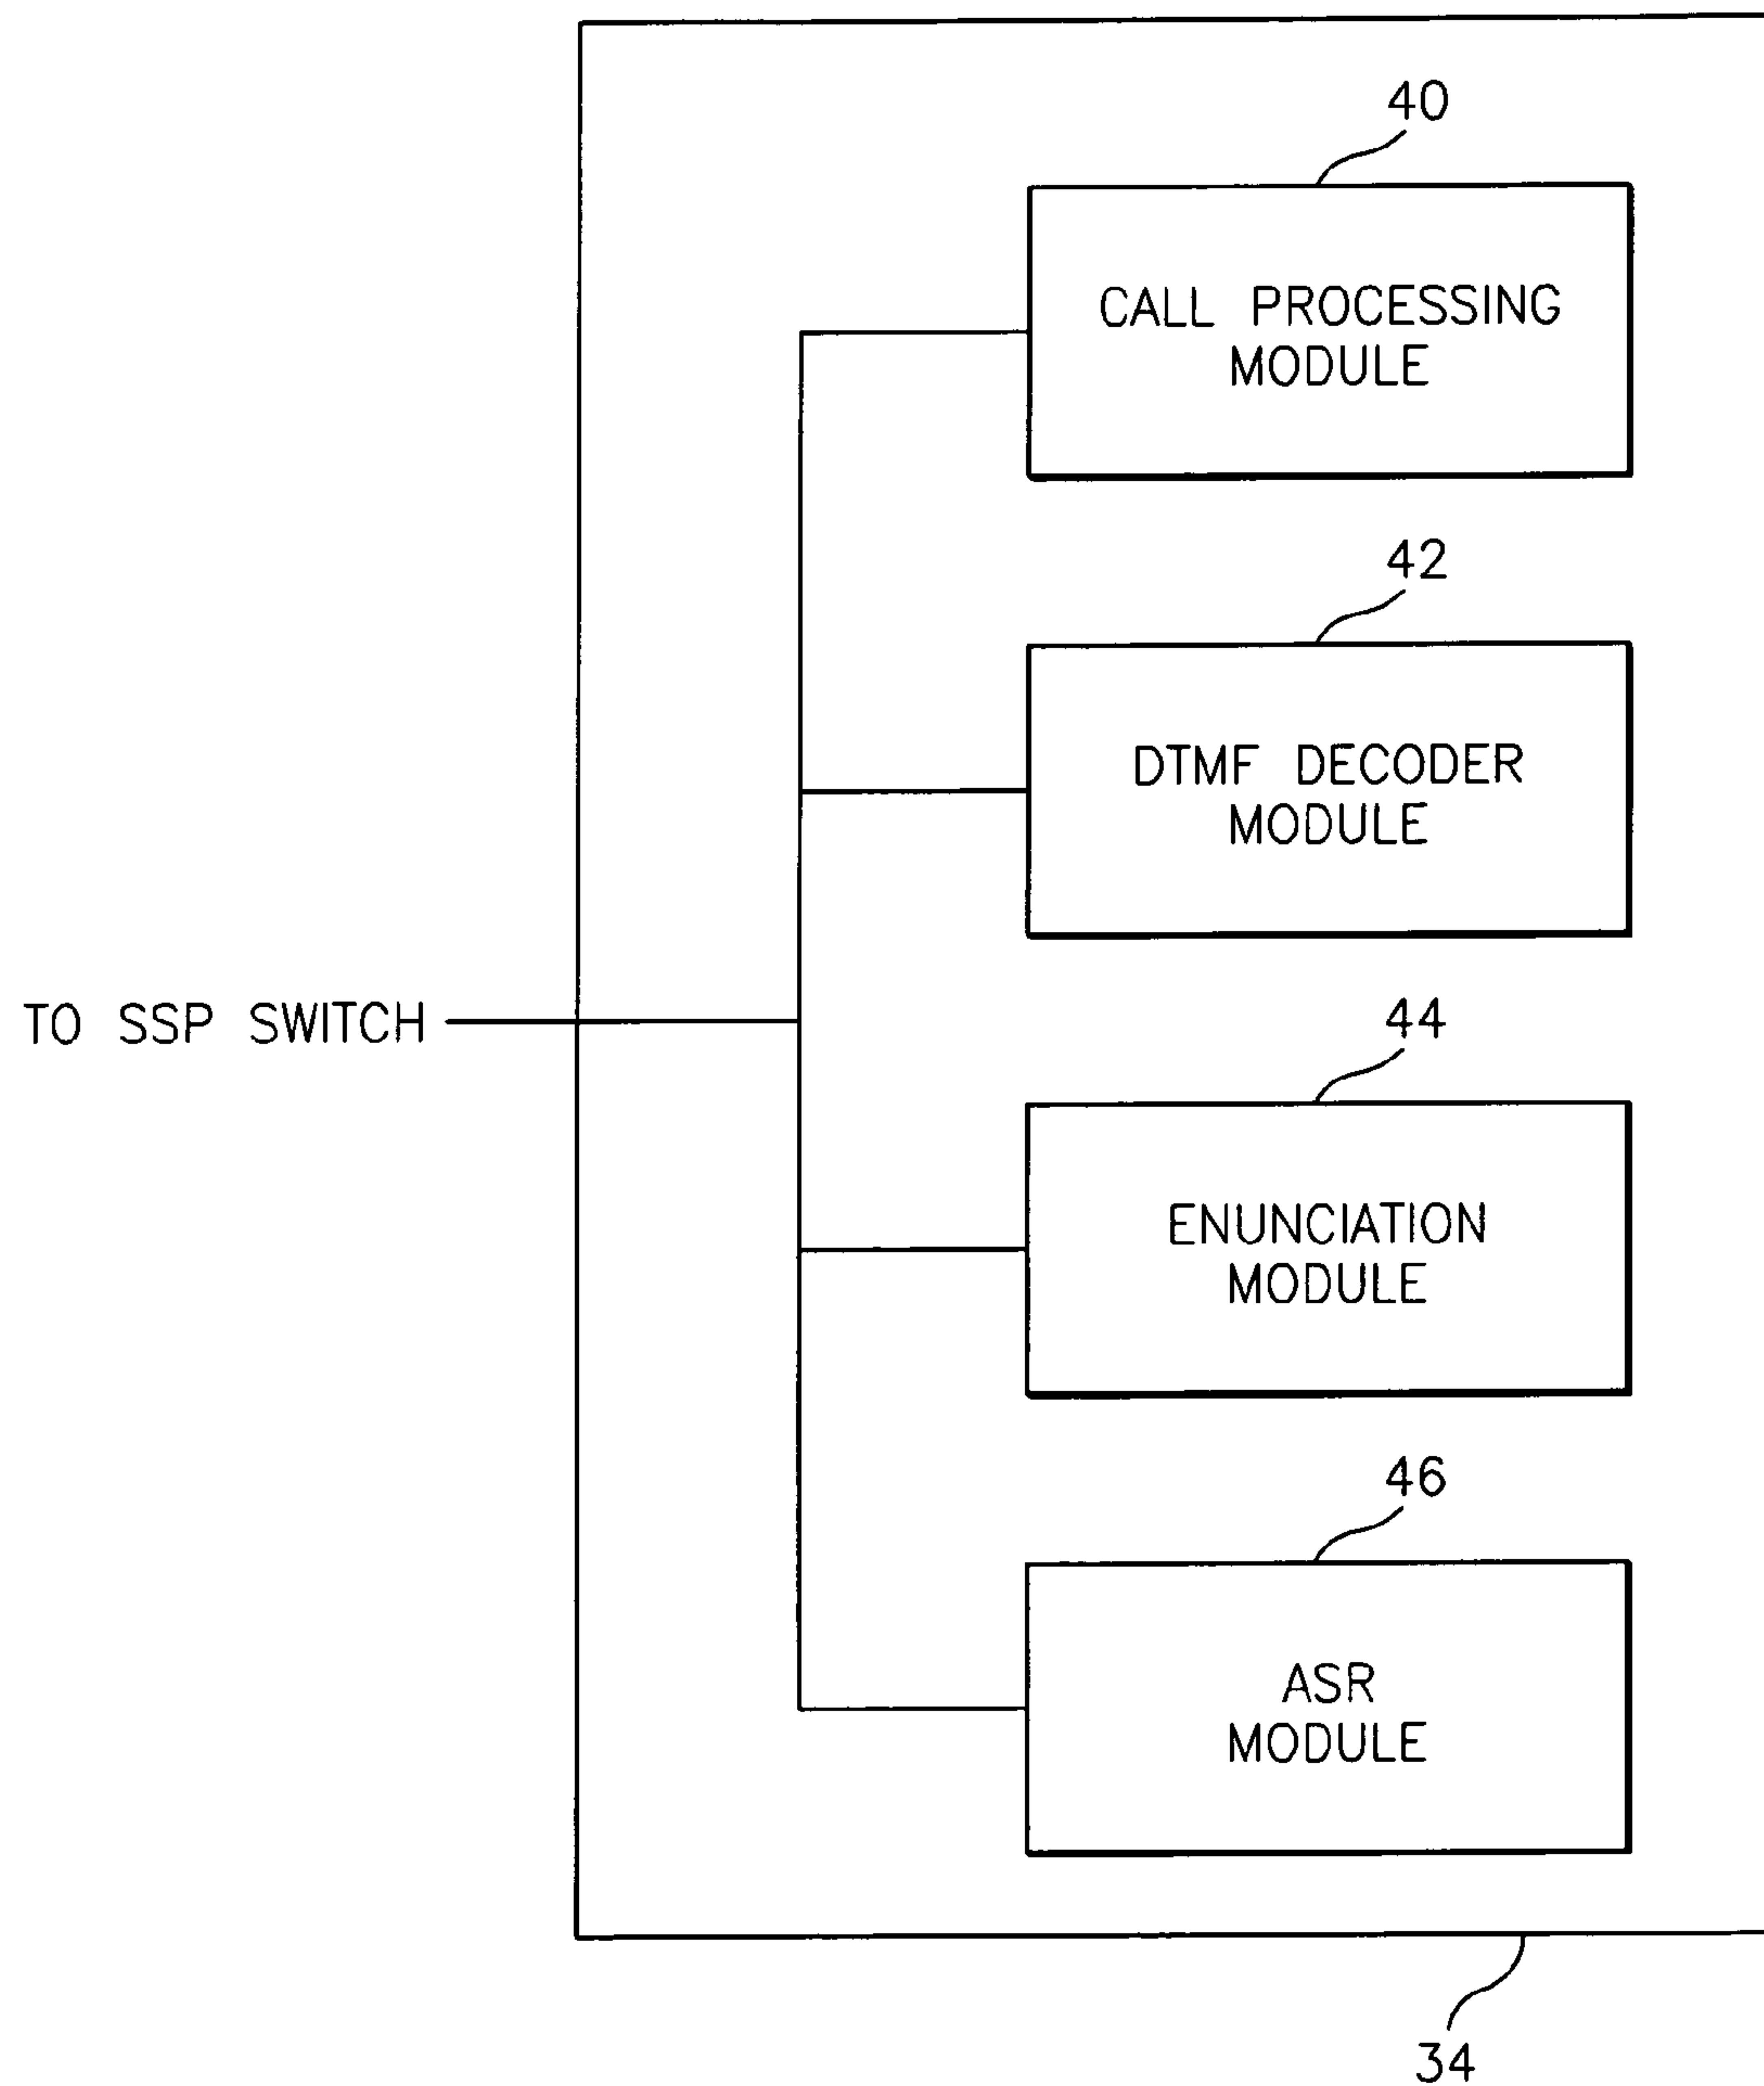 40
CALL PROCESSING
MODULE
42
DTMF DECODER
MODULE
TO SSP SWITCH
44
ENUNCIATION
MODULE
46
ASR
MODULE
34